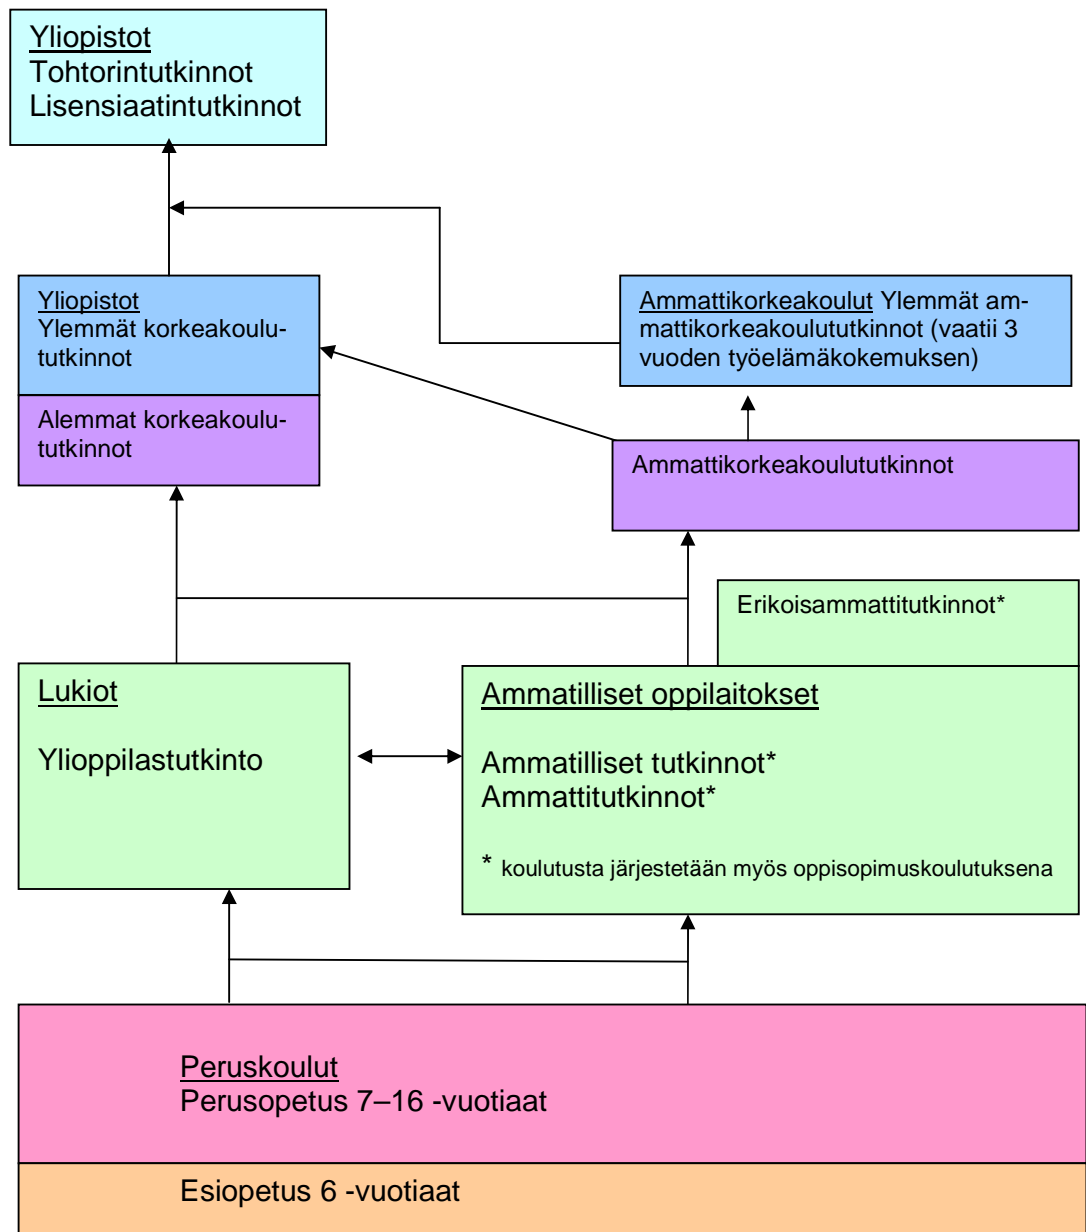 Yliopistot
Tohtorintutkinnot
Lisensiaatintutkinnot
Yliopistot
Ylemmät korkeakoulu-
tutkinnot
Ammattikorkeakoulut Ylemmät am-
mattikorkeakoulututkinnot (vaatii 3
vuoden työelämäkokemuksen)
Alemmat korkeakoulu-
tutkinnot
Ammattikorkeakoulututkinnot
Erikoisammattitutkinnot*
Lukiot
Ylioppilastutkinto
Ammatilliset oppilaitokset
Ammatilliset tutkinnot*
Ammattitutkinnot*
* koulutusta järjestetään myös oppisopimuskoulutuksena
Peruskoulut
Perusopetus 7–16 -vuotiaat
Esiopetus 6 -vuotiaat